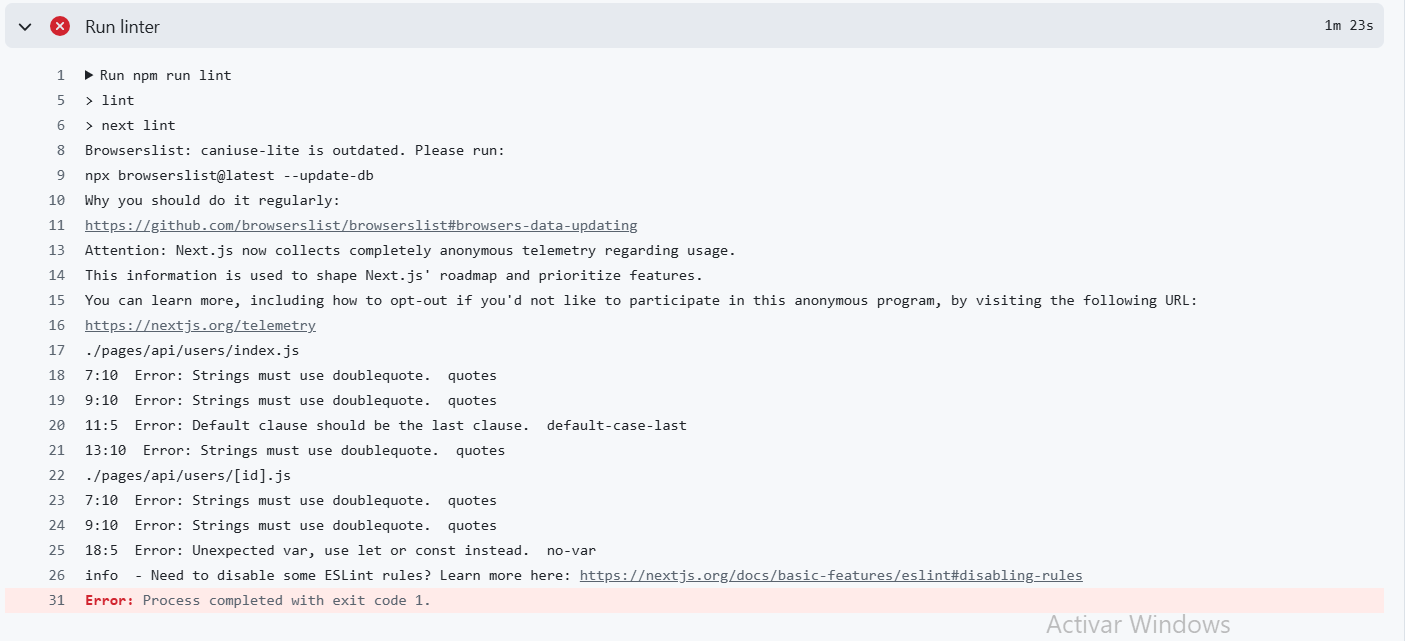 Run linter 1m 23s
1 Run npm run lint
5 > lint
6 > next lint
8 Browserslist: caniuse-lite is outdated. Please run:
9 npx browserslist@latest --update-db
10 Why you should do it regularly:
11 https://github.com/browserslist/browserslist#browsers-data-updating
13 Attention: Next.js now collects completely anonymous telemetry regarding usage.
14 This information is used to shape Next.js' roadmap and prioritize features.
15 You can learn more, including how to opt-out if you'd not like to participate in this anonymous program, by visiting the following URL:
16 https://nextjs.org/telemetry
17 ./pages/api/users/index.js
18 7:10  Error: Strings must use doublequote.  quotes
19 9:10  Error: Strings must use doublequote.  quotes
20 11:5  Error: Default clause should be the last clause.  default-case-last
21 13:10  Error: Strings must use doublequote.  quotes
22 ./pages/api/users/[id].js
23 7:10  Error: Strings must use doublequote.  quotes
24 9:10  Error: Strings must use doublequote.  quotes
25 18:5  Error: Unexpected var, use let or const instead.  no-var
26 info  - Need to disable some ESLint rules? Learn more here: https://nextjs.org/docs/basic-features/eslint#disabling-rules
31 Error: Process completed with exit code 1.
Activar Windows